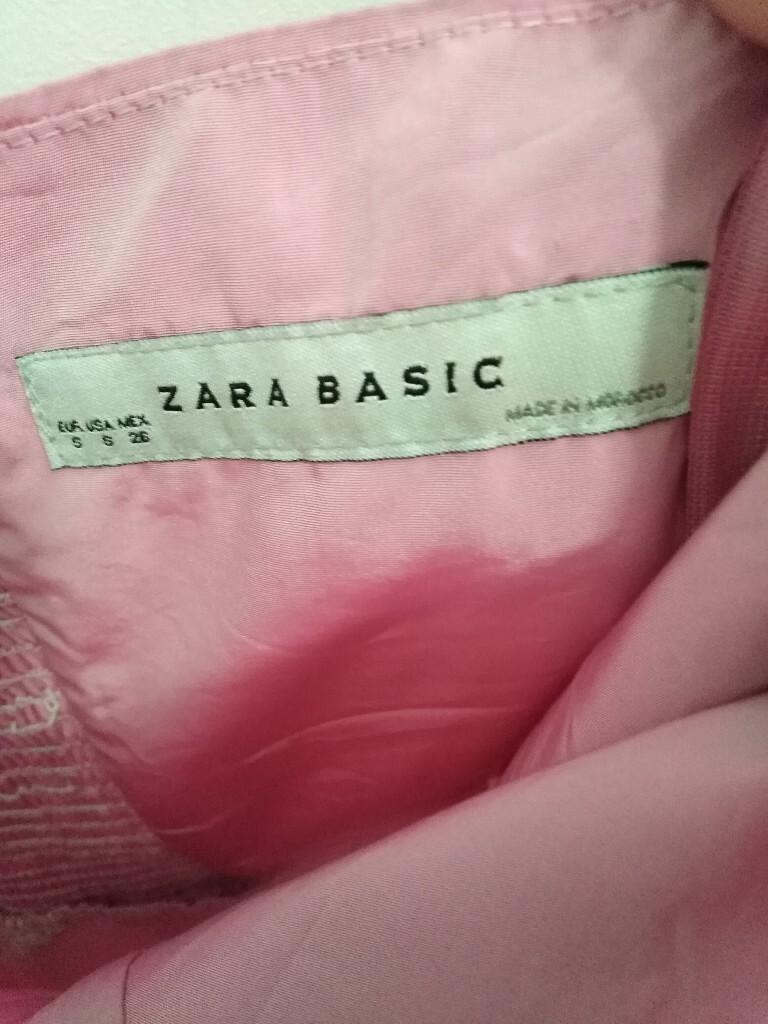 ZARA BASIC
EUR USA MEX
S S 26
MADE IN MOROCCO